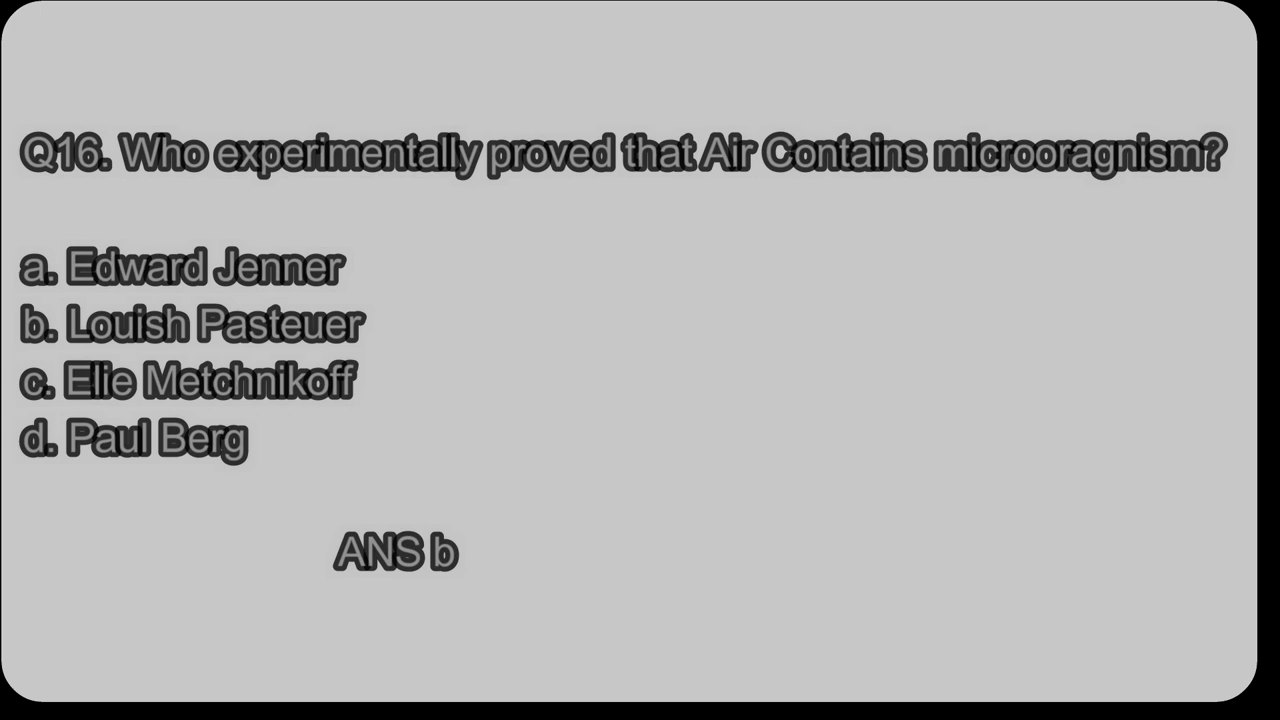 Q16. Who experimentally proved that Air Contains microoragnism?
a. Edward Jenner
b. Louish Pasteuer
c. Elie Metchnikoff
d. Paul Berg
ANS b